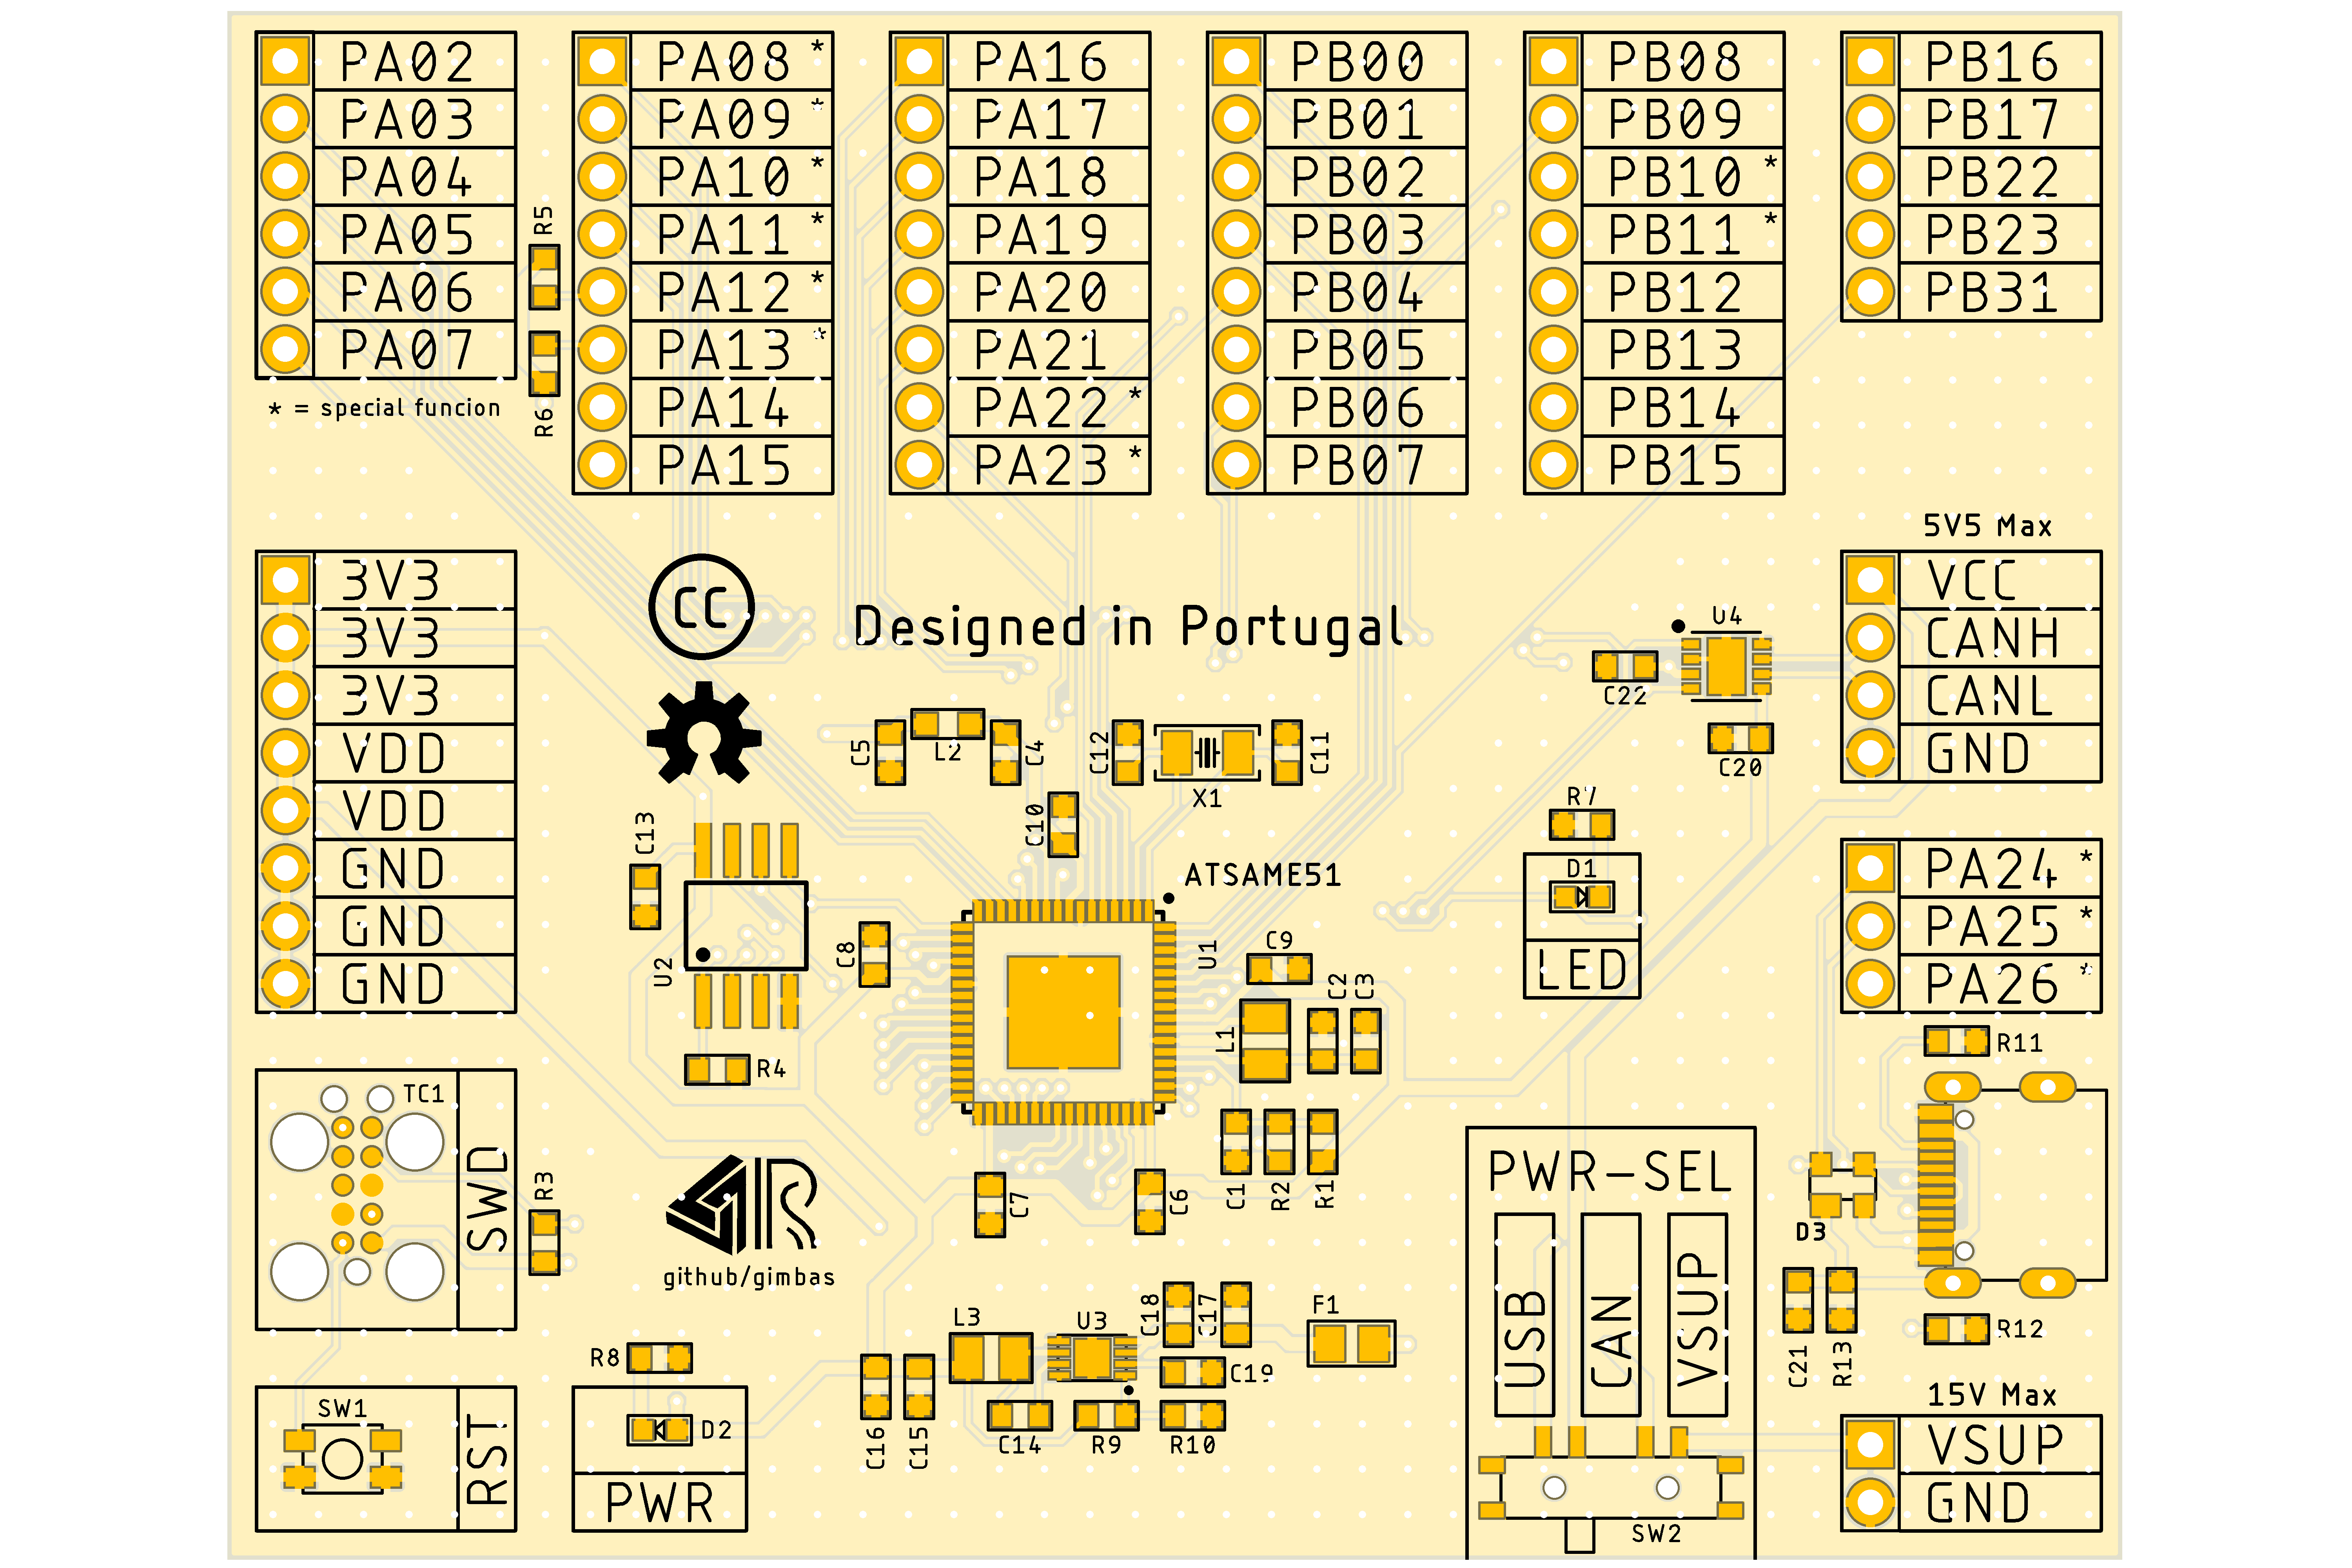 PA02
PA03
PA04
PA05
PA06
PA07
* = special funcion
R5
R6
PA08 *
PA09 *
PA10 *
PA11 *
PA12 *
PA13 *
PA14
PA15
PA16
PA17
PA18
PA19
PA20
PA21
PA22 *
PA23 *
PB00
PB01
PB02
PB03
PB04
PB05
PB06
PB07
PB08
PB09
PB10 *
PB11 *
PB12
PB13
PB14
PB15
PB16
PB17
PB22
PB23
PB31
3V3
3V3
3V3
VDD
VDD
GND
GND
GND
CC
Designed in Portugal
U4
C22
C20
5V5 Max
VCC
CANH
CANL
GND
C5
L2
C4
C12
X1
C11
C10
C13
U2
C8
R4
ATSAME51
U1
C9
C2
C3
L1
C1
R2
R1
C7
C6
R7
D1
LED
PA24 *
PA25 *
PA26 *
R11
D3
C21
R13
R12
TC1
SWD
R3
github/gimbas
SW1
RST
R8
D2
PWR
L3
U3
C18
C17
F1
C19
C16
C15
C14
R9
R10
PWR-SEL
USB
CAN
VSUP
SW2
15V Max
VSUP
GND